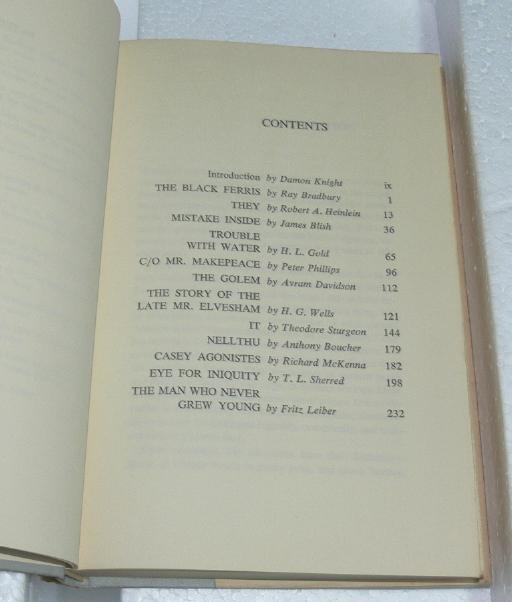 CONTENTS
Introduction by Damon Knight ix
THE BLACK FERRIS by Ray Bradbury 1
THEY by Robert A. Heinlein 13
MISTAKE INSIDE by James Blish 36
TROUBLE
WITH WATER by H. L. Gold 65
C/O MR. MAKEPEACE by Peter Phillips 96
THE GOLEM by Avram Davidson 112
THE STORY OF THE
LATE MR. ELVESHAM by H. G. Wells 121
IT by Theodore Sturgeon 144
NELLTHU by Anthony Boucher 179
CASEY AGONISTES by Richard McKenna 182
EYE FOR INIQUITY by T. L. Sherred 198
THE MAN WHO NEVER
GREW YOUNG by Fritz Leiber 232